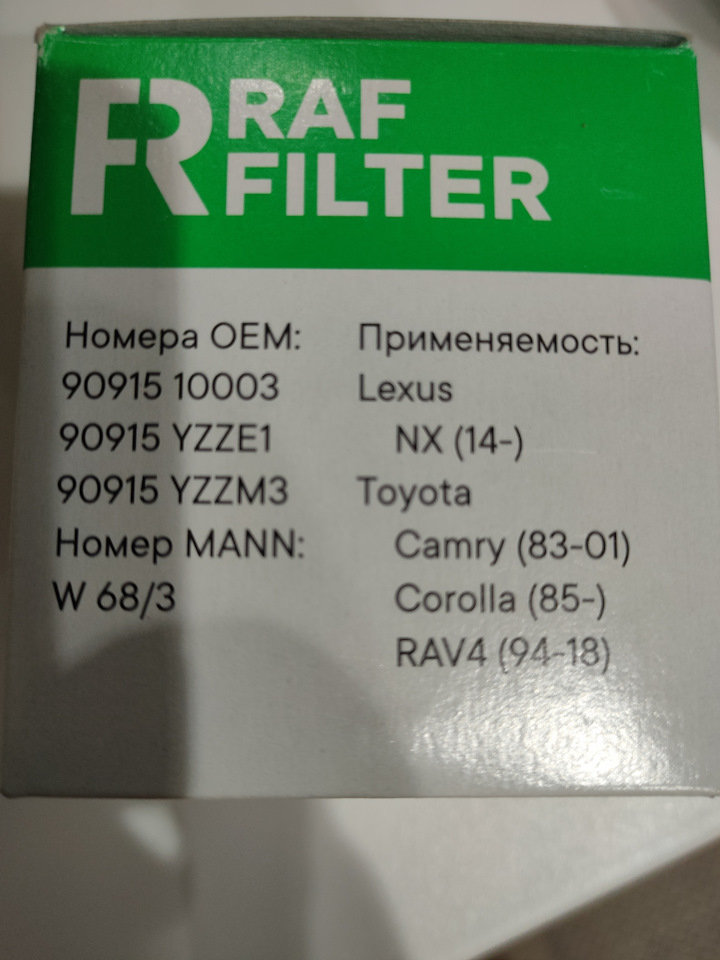 RAF
FILTER
Номера OEM:
90915 10003
90915 YZZE1
90915 YZZM3
Номер MANN:
W 68/3
Применяемость:
Lexus
NX (14-)
Toyota
Camry (83-01)
Corolla (85-)
RAV4 (94-18)